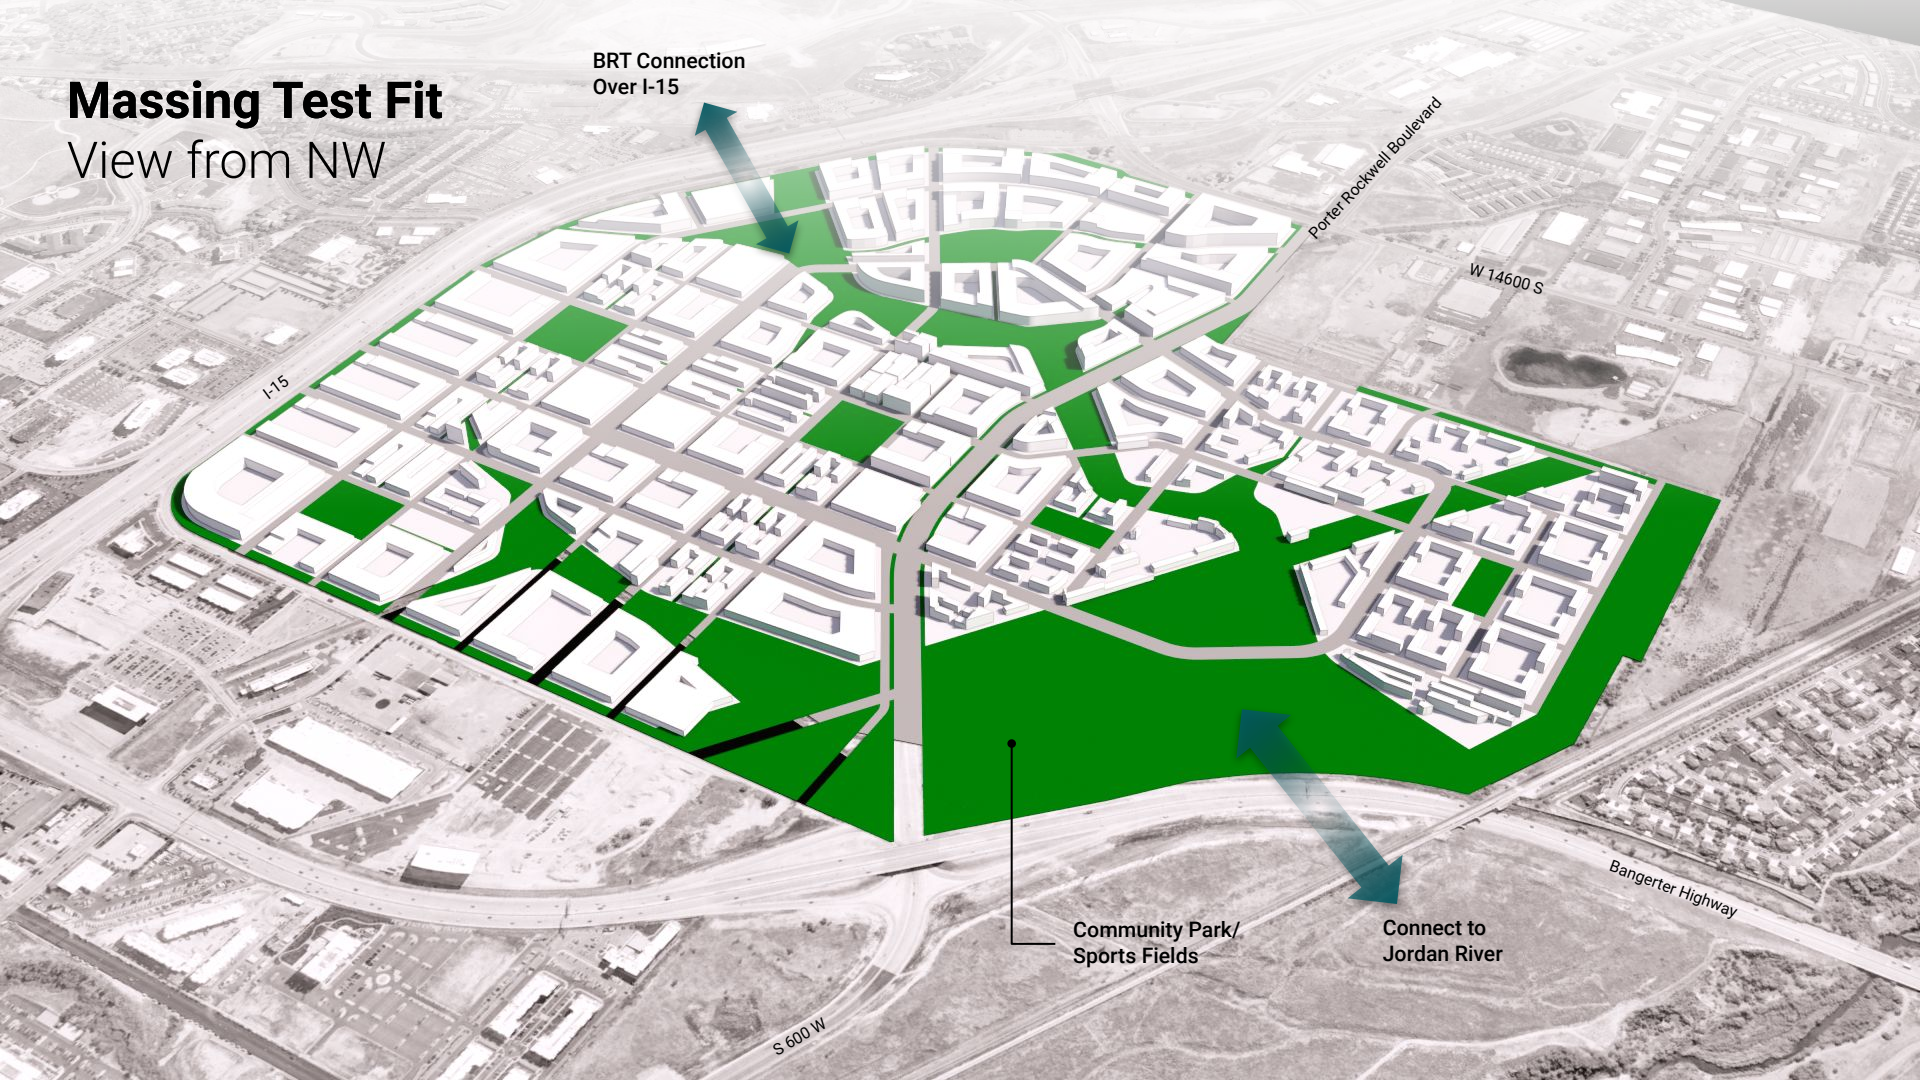 Massing Test Fit
View from NW
BRT Connection
Over I-15
Porter Rockwell Boulevard
W 14600 S
I-15
Community Park/
Sports Fields
Connect to
Jordan River
Bangerter Highway
S 600 W